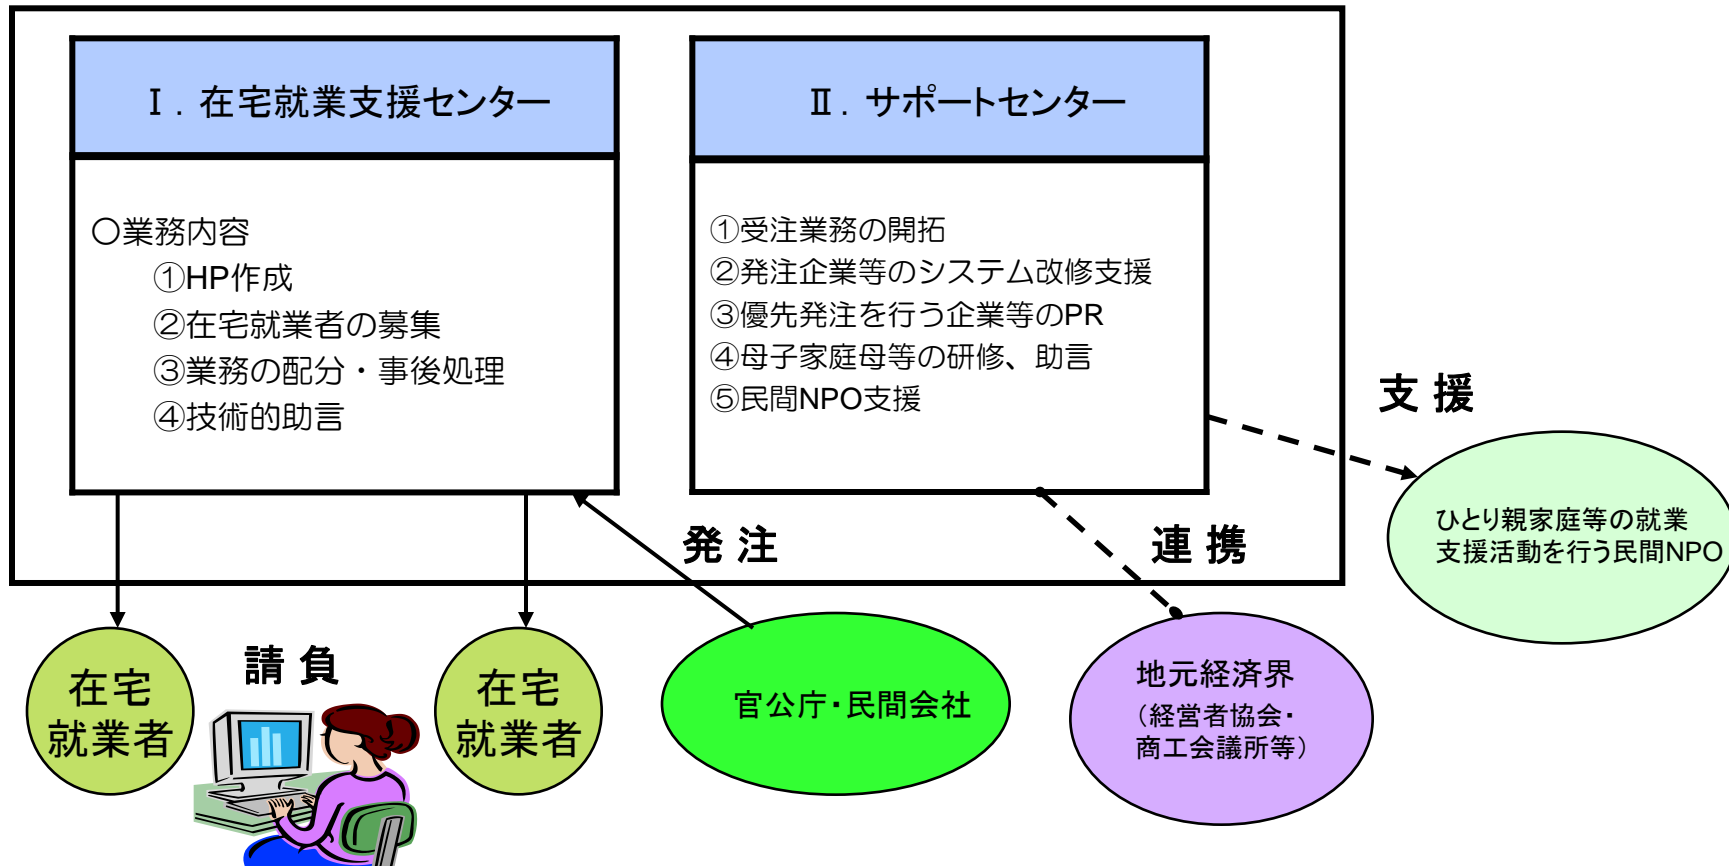 Ⅰ．在宅就業支援センター
〇業務内容
①HP作成
②在宅就業者の募集
③業務の配分・事後処理
④技術的助言
Ⅱ．サポートセンター
①受注業務の開拓
②発注企業等のシステム改修支援
③優先発注を行う企業等のPR
④母子家庭母等の研修、助言
⑤民間NPO支援
支 援
発 注
連 携
ひとり親家庭等の就業
支援活動を行う民間NPO
請 負
在宅
就業者
在宅
就業者
官公庁・民間会社
地元経済界
（経営者協会・
商工会議所等）